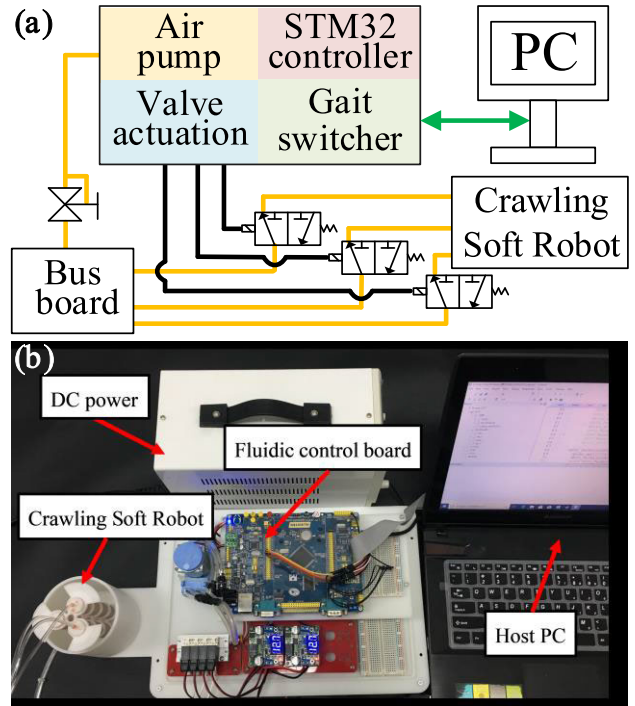 (a)
Air
pump
STM32
controller
Valve
actuation
Gait
switcher
PC
Crawling
Soft Robot
Bus
board
(b)
DC power
Fluidic control board
Crawling Soft Robot
Host PC